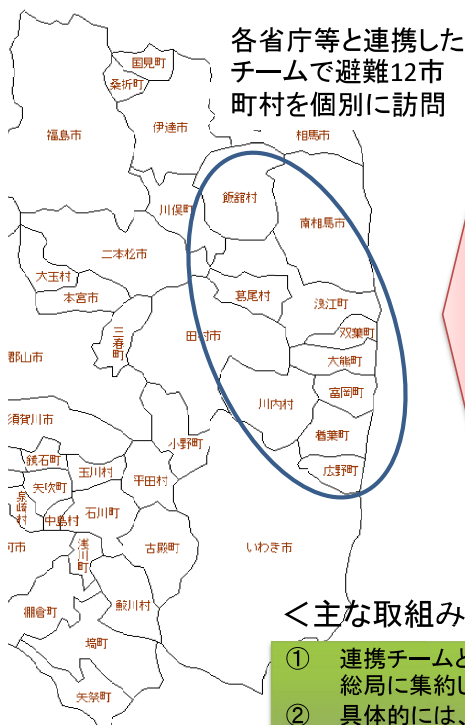 各省庁等と連携した
チームで避難12市
町村を個別に訪問
国見町
桑折町
福島市
伊達市
相馬市
飯舘村
川俣町
南相馬市
二本松市
大玉村
本宮市
葛尾村
浪江町
三春町
田村市
双葉町
大熊町
郡山市
川内村
富岡町
須賀川市
小野町
楢葉町
鏡石町
玉川村
広野町
矢吹町
平田村
泉崎村
中島村
石川町
町市
浅川町
古殿町
いわき市
棚倉町
鮫川村
塙町
矢祭町
＜主な取組み
① 連携チームと
総局に集約し
② 具体的には、